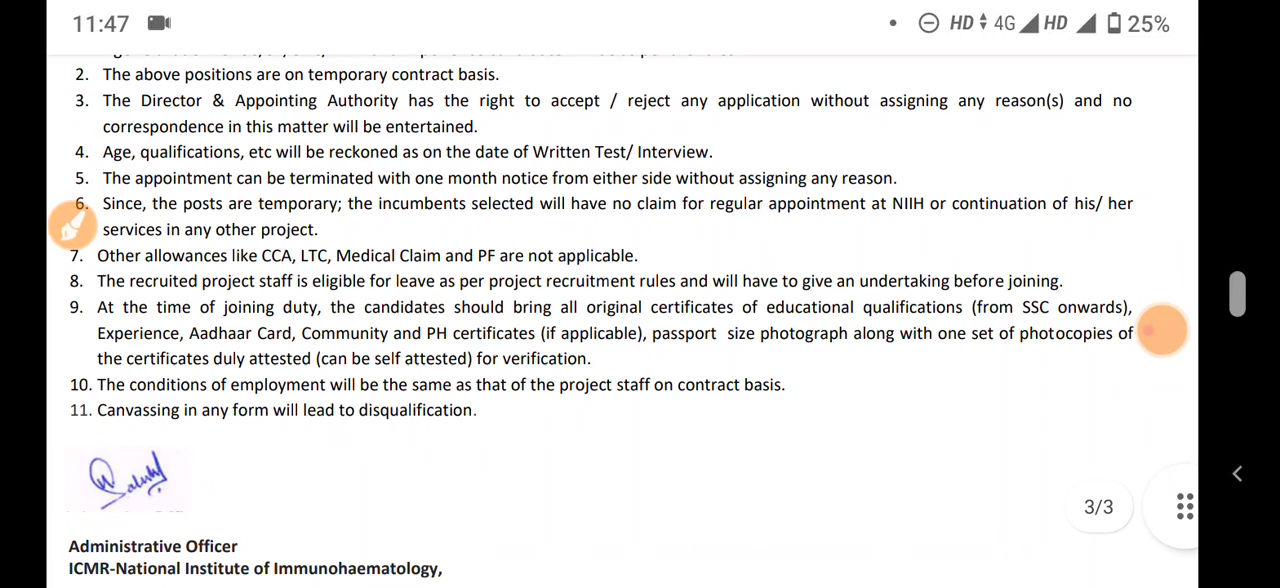 11:47 HD 4G HD 25%
2. The above positions are on temporary contract basis.
3. The Director & Appointing Authority has the right to accept / reject any application without assigning any reason(s) and no
correspondence in this matter will be entertained.
4. Age, qualifications, etc will be reckoned as on the date of Written Test/ Interview.
5. The appointment can be terminated with one month notice from either side without assigning any reason.
6. Since, the posts are temporary; the incumbents selected will have no claim for regular appointment at NIIH or continuation of his/ her
services in any other project.
7. Other allowances like CCA, LTC, Medical Claim and PF are not applicable.
8. The recruited project staff is eligible for leave as per project recruitment rules and will have to give an undertaking before joining.
9. At the time of joining duty, the candidates should bring all original certificates of educational qualifications (from SSC onwards),
Experience, Aadhaar Card, Community and PH certificates (if applicable), passport size photograph along with one set of photocopies of
the certificates duly attested (can be self attested) for verification.
10. The conditions of employment will be the same as that of the project staff on contract basis.
11. Canvassing in any form will lead to disqualification.
3/3
Administrative Officer
ICMR-National Institute of Immunohaematology,